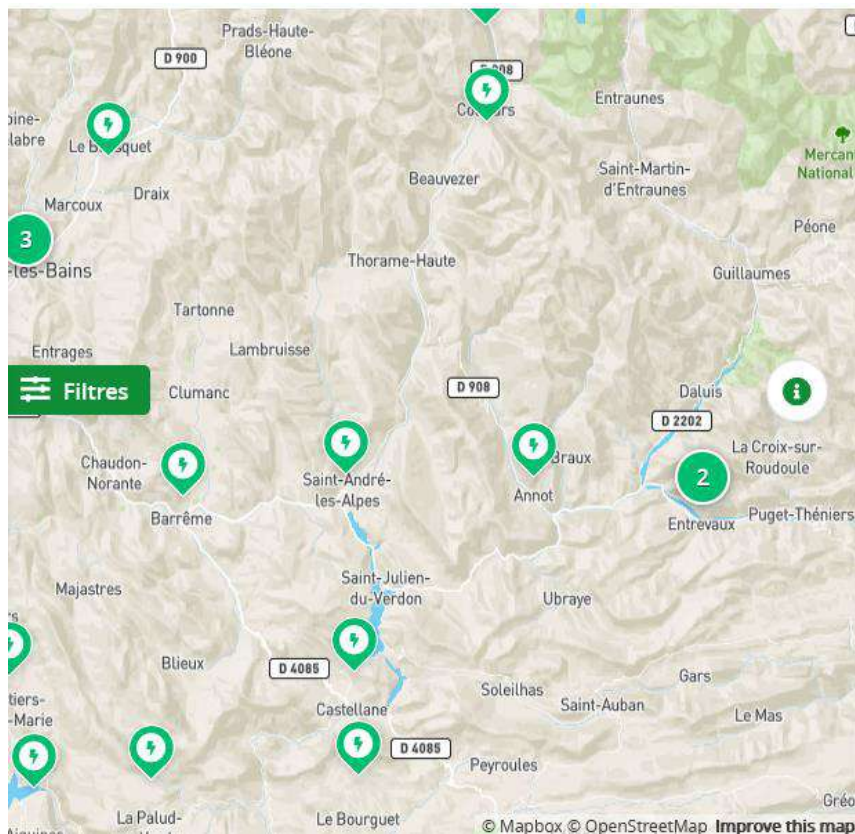 Prads-Haute-
Bléone
D 900
Entraunes
Le
Mercan
National
Saint-Martin-
d'Entraunes
Beauvezer
Draix
Marcoux
Péone
3
-les-Bains
Thorame-Haute
Guillaumes
Tartonne
Lambruisse
Entrages
Filtres
Clumanc
D 908
Daluis
D 2202
La Croix-sur-
Roudoule
Braux
Chaudon-
Norante
Saint-André-
les-Alpes
2
Annot
Barrême
Entrevaux
Puget-Théniers
Saint-Julien-
du-Verdon
Majastres
Ubraye
Blieux
D 4085
Gars
Soleilhas
Saint-Auban
tiers-
-Marie
Castellane
Le Mas
D 4085
Peyroules
Gréo
La Palud-
Le Bourguet
© Mapbox © OpenStreetMap Improve this map